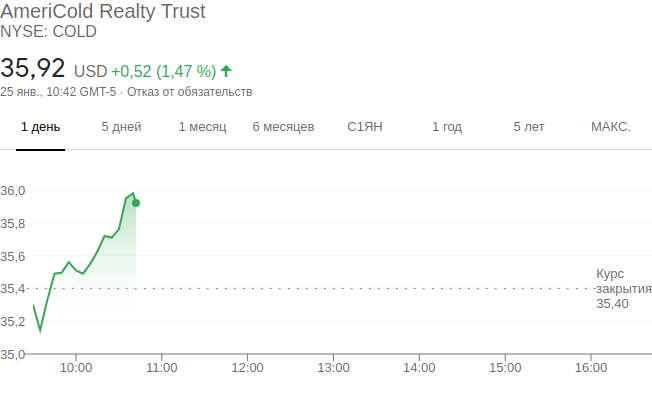 AmeriCold Realty Trust
NYSE: COLD
35,92 USD +0,52 (1,47 %)
25 янв., 10:42 GMT-5 · Отказ от обязательств
1 день 5 дней 1 месяц 6 месяцев С1ЯН 1 год 5 лет МАКС.
36,0
35,8
35,6
35,4
35,2
35,0
Курс
закрытия
35,40
10:00 11:00 12:00 13:00 14:00 15:00 16:00